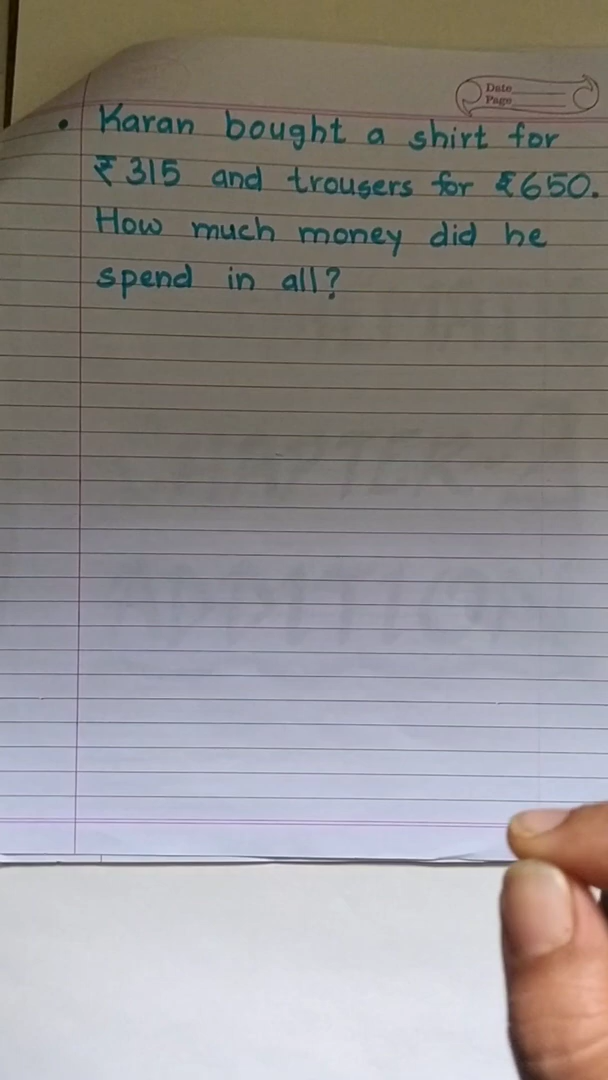 Date
Page
• Karan bought a shirt for
₹315 and trousers for ₹650.
How much money did he
spend in all?